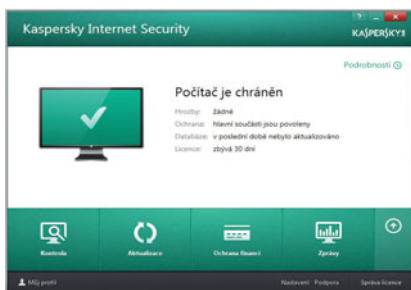 Kaspersky Internet Security
KASPERSKY
Podrobnosti
Počítač je chráněn
Hrozby: žádné
Ochrana: hlavní součásti jsou povoleny
Databáze: v poslední době nebylo aktualizováno
Licence: zbývá 30 dní
Kontrola
Aktualizace
Ochrana financí
Zprávy
Můj profil
Nastavení
Podpora
Správa licence